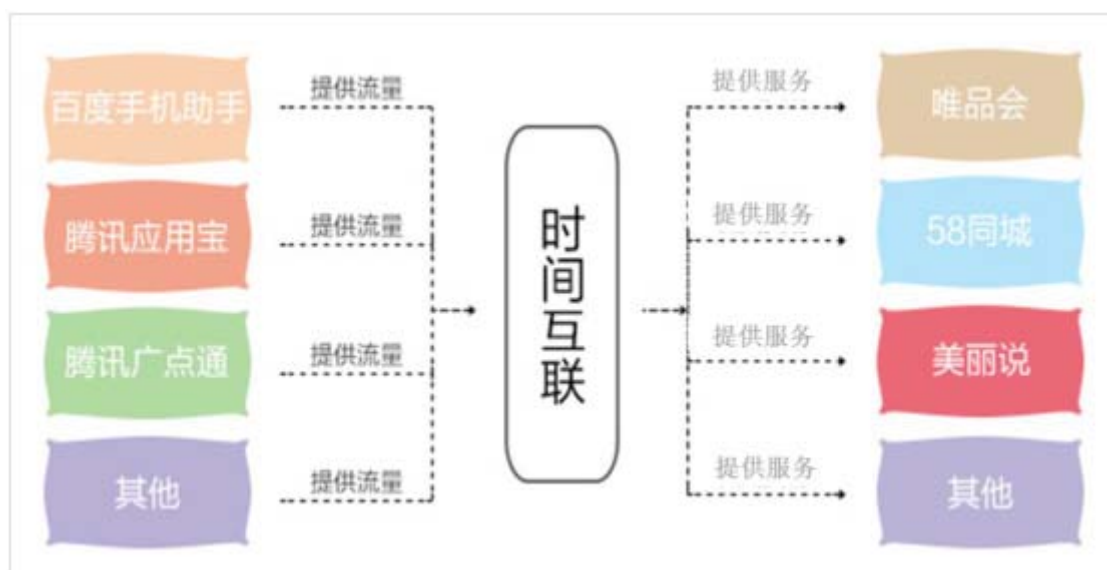 百度手机助手
提供流量
腾讯应用宝
提供流量
腾讯广点通
提供流量
其他
提供流量
时间互联
提供服务
唯品会
提供服务
58同城
提供服务
美丽说
提供服务
其他